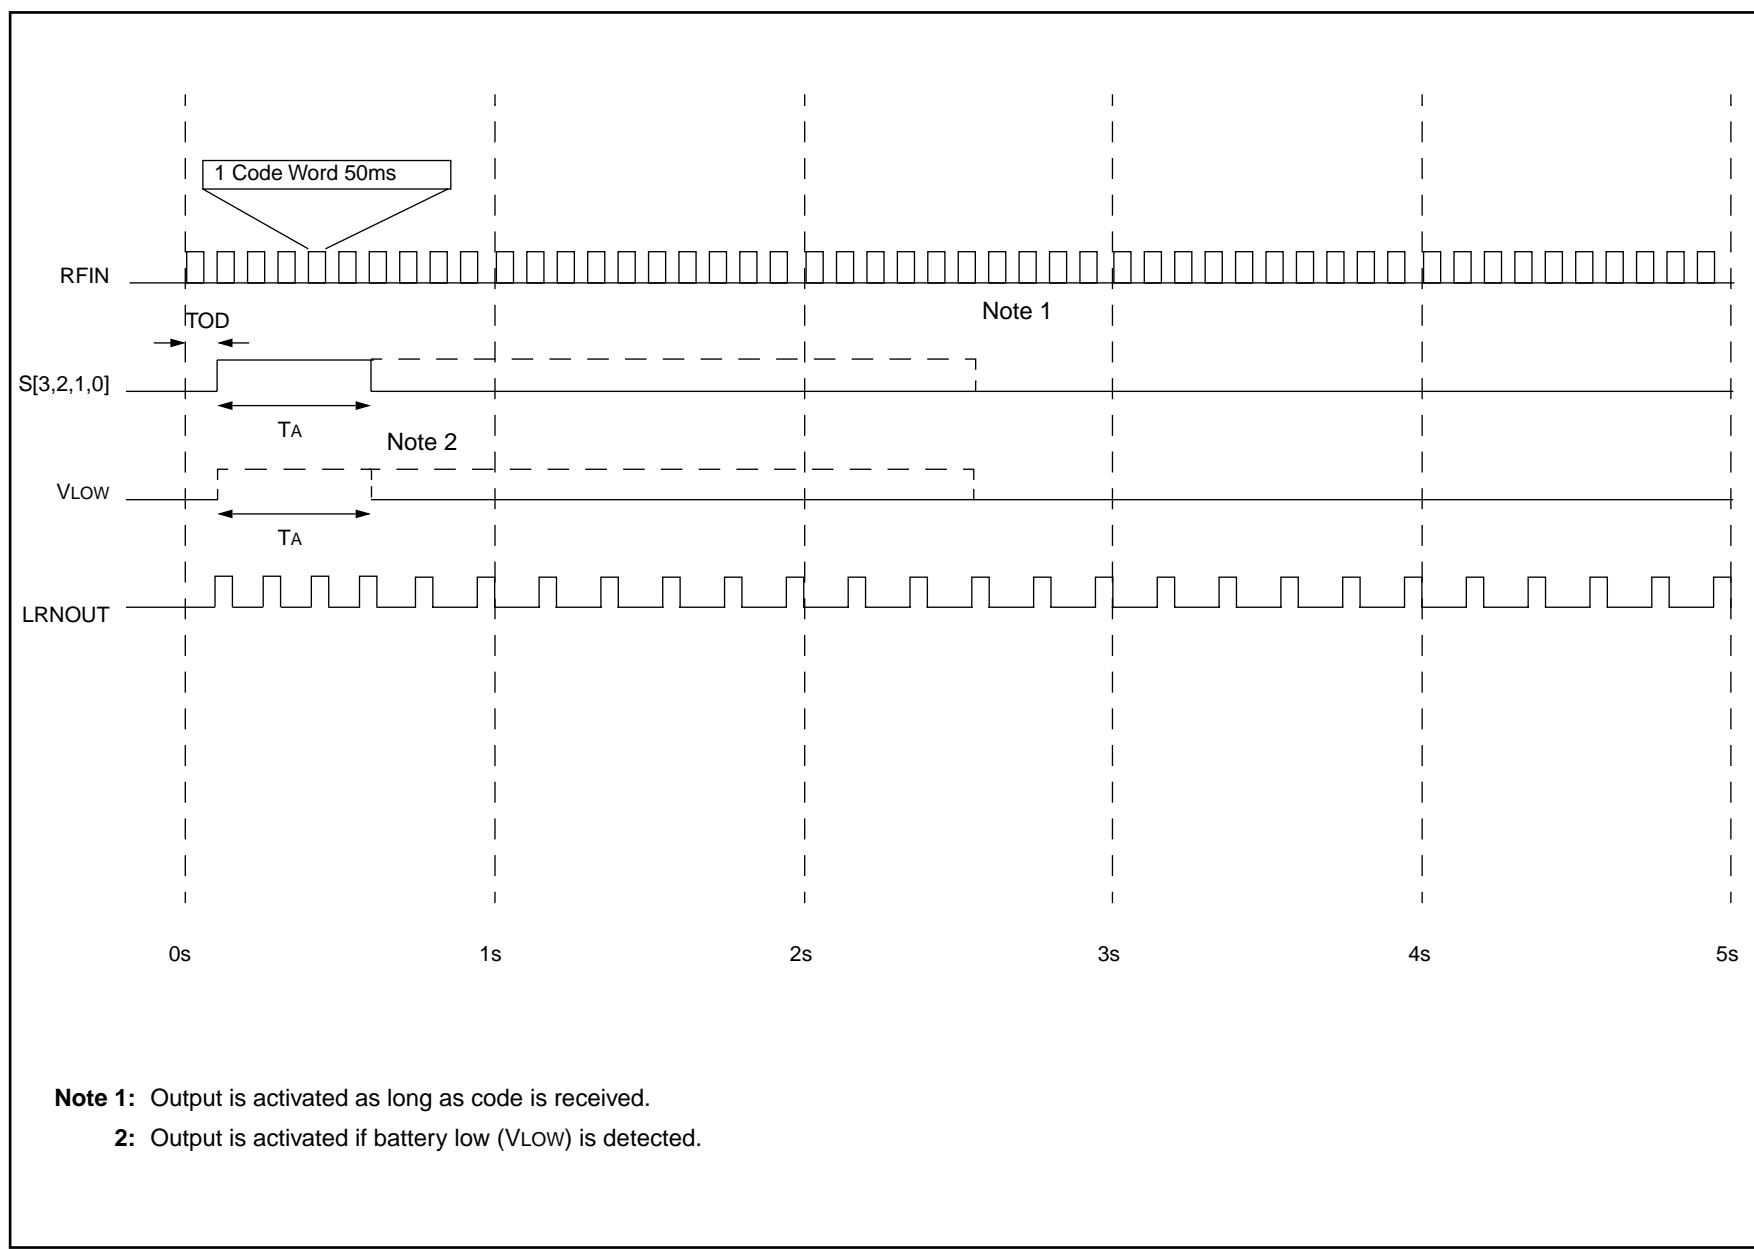 1 Code Word 50ms
RFIN
Note 1
TOD
S[3,2,1,0]
TA
Note 2
VLOW
TA
LRNOUT
0s 1s 2s 3s 4s 5s
Note 1: Output is activated as long as code is received.
2: Output is activated if battery low (VLOW) is detected.